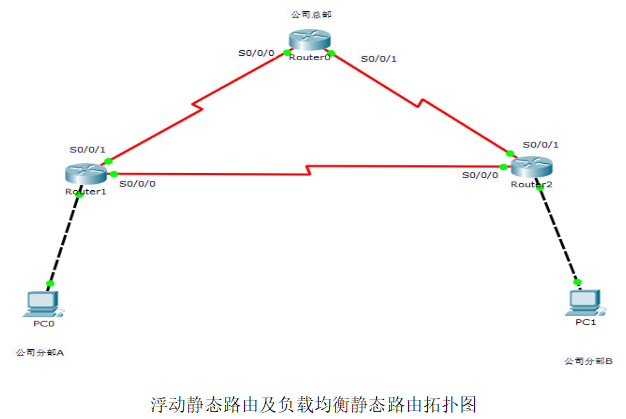 公司总部
Router0
S0/0/0
S0/0/1
S0/0/1
Router1
S0/0/0
S0/0/1
S0/0/0
Router2
PC0
公司分部A
PC1
公司分部B
浮动静态路由及负载均衡静态路由拓扑图